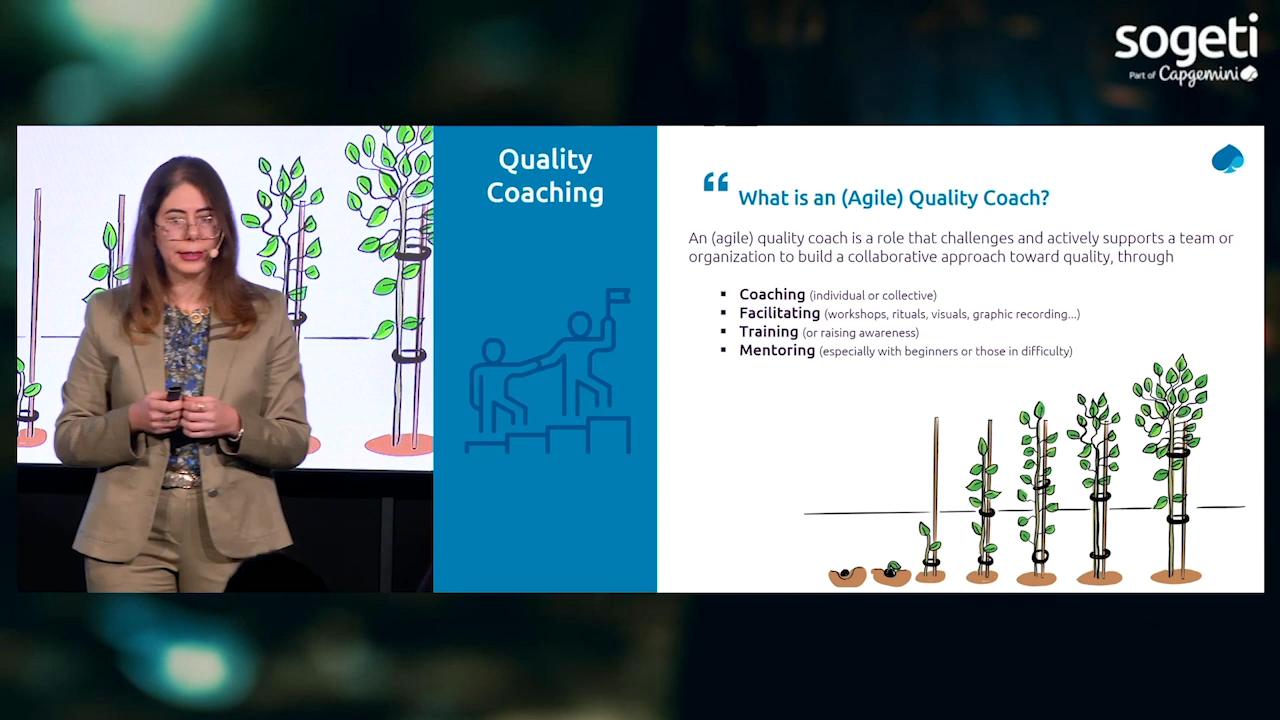 sogeti
Part of Capgemini
Quality
Coaching
“ What is an (Agile) Quality Coach?
An (agile) quality coach is a role that challenges and actively supports a team or
organization to build a collaborative approach toward quality, through
▪ Coaching (individual or collective)
▪ Facilitating (workshops, rituals, visuals, graphic recording...)
▪ Training (or raising awareness)
▪ Mentoring (especially with beginners or those in difficulty)